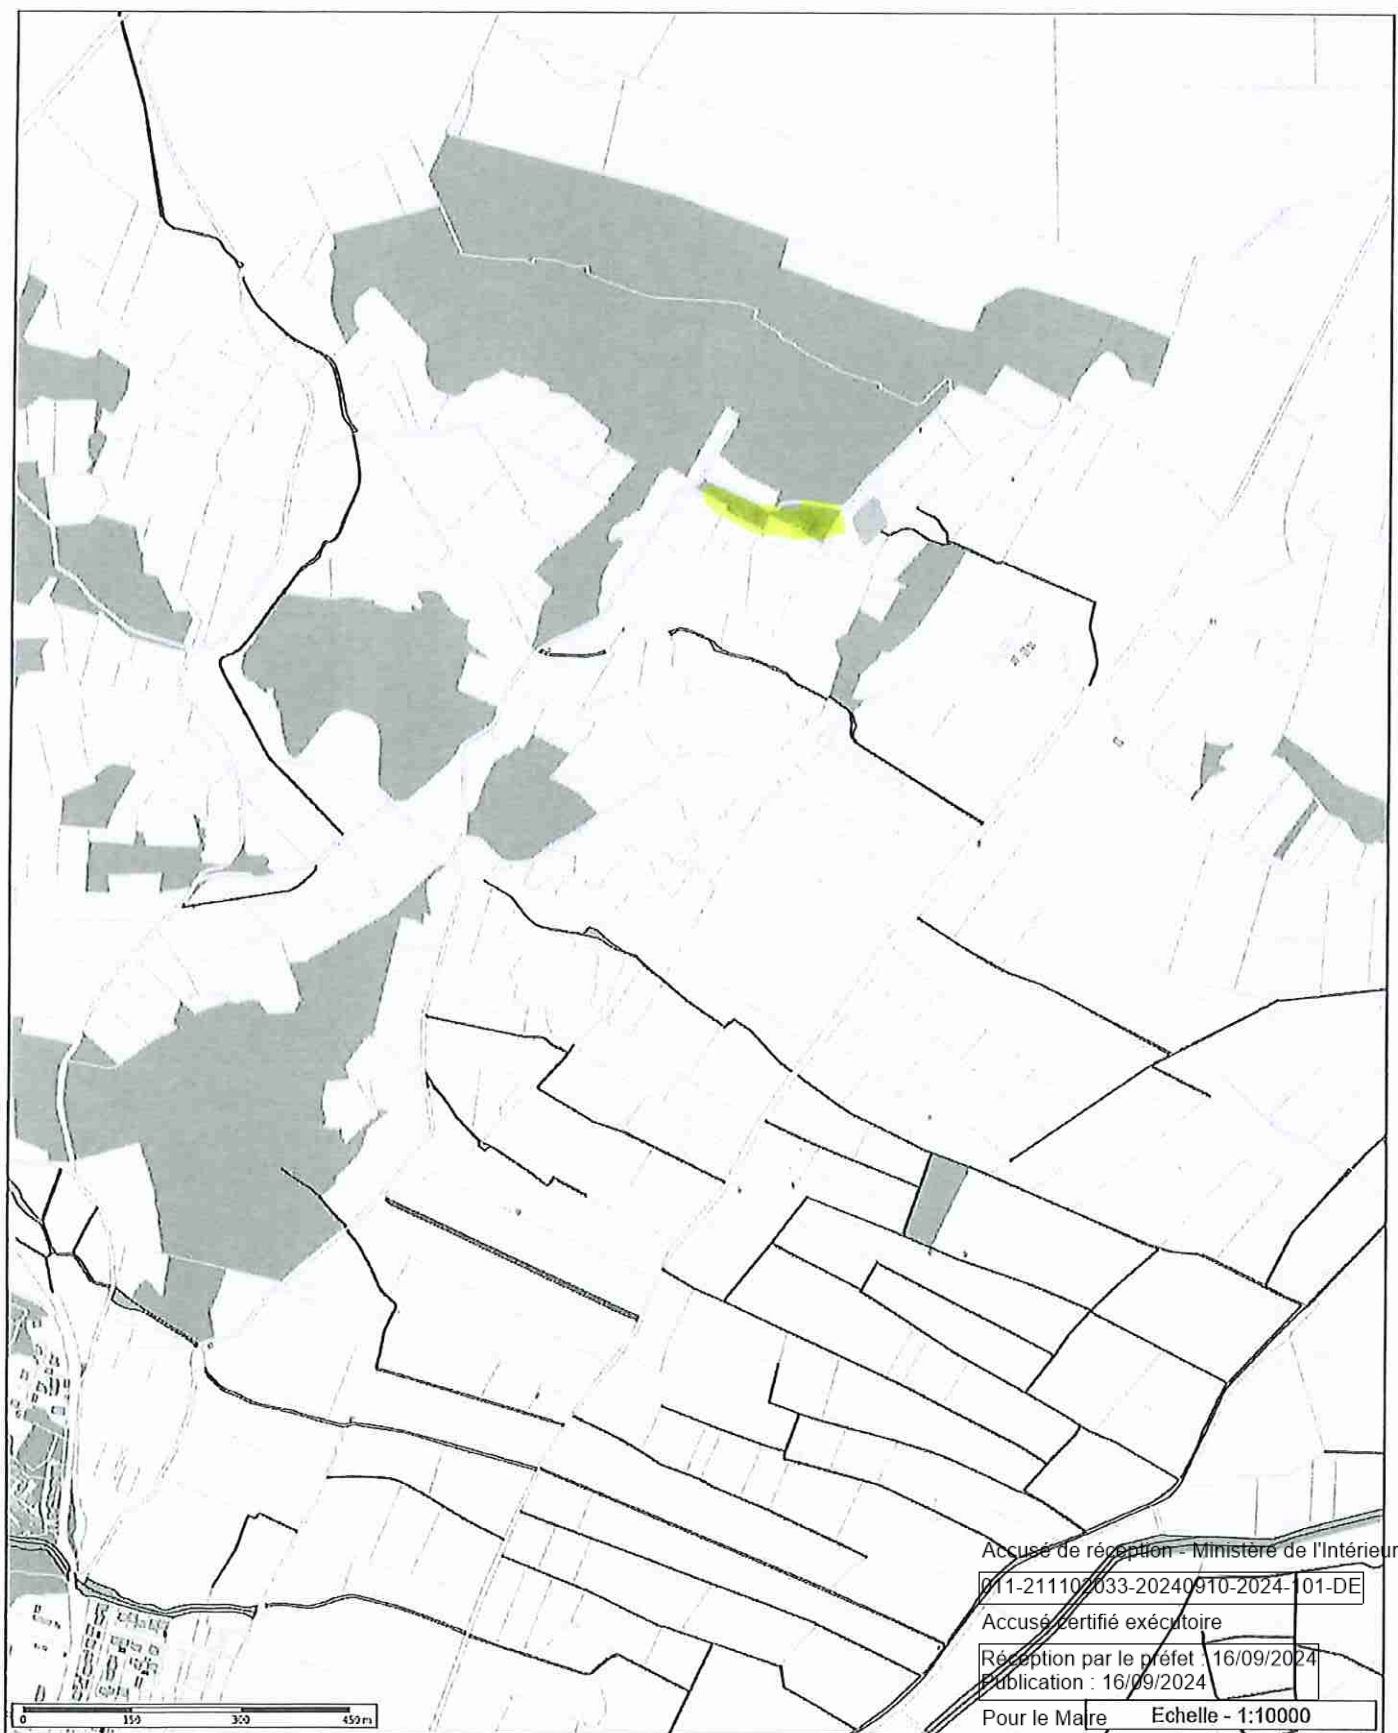 Accusé de réception - Ministère de l'Intérieur
011-211102033-20240910-2024-101-DE
Accusé certifié exécutoire
Réception par le préfet : 16/09/2024
Publication : 16/09/2024
Pour le Maire
Echelle - 1:10000
0 150 300 450 m